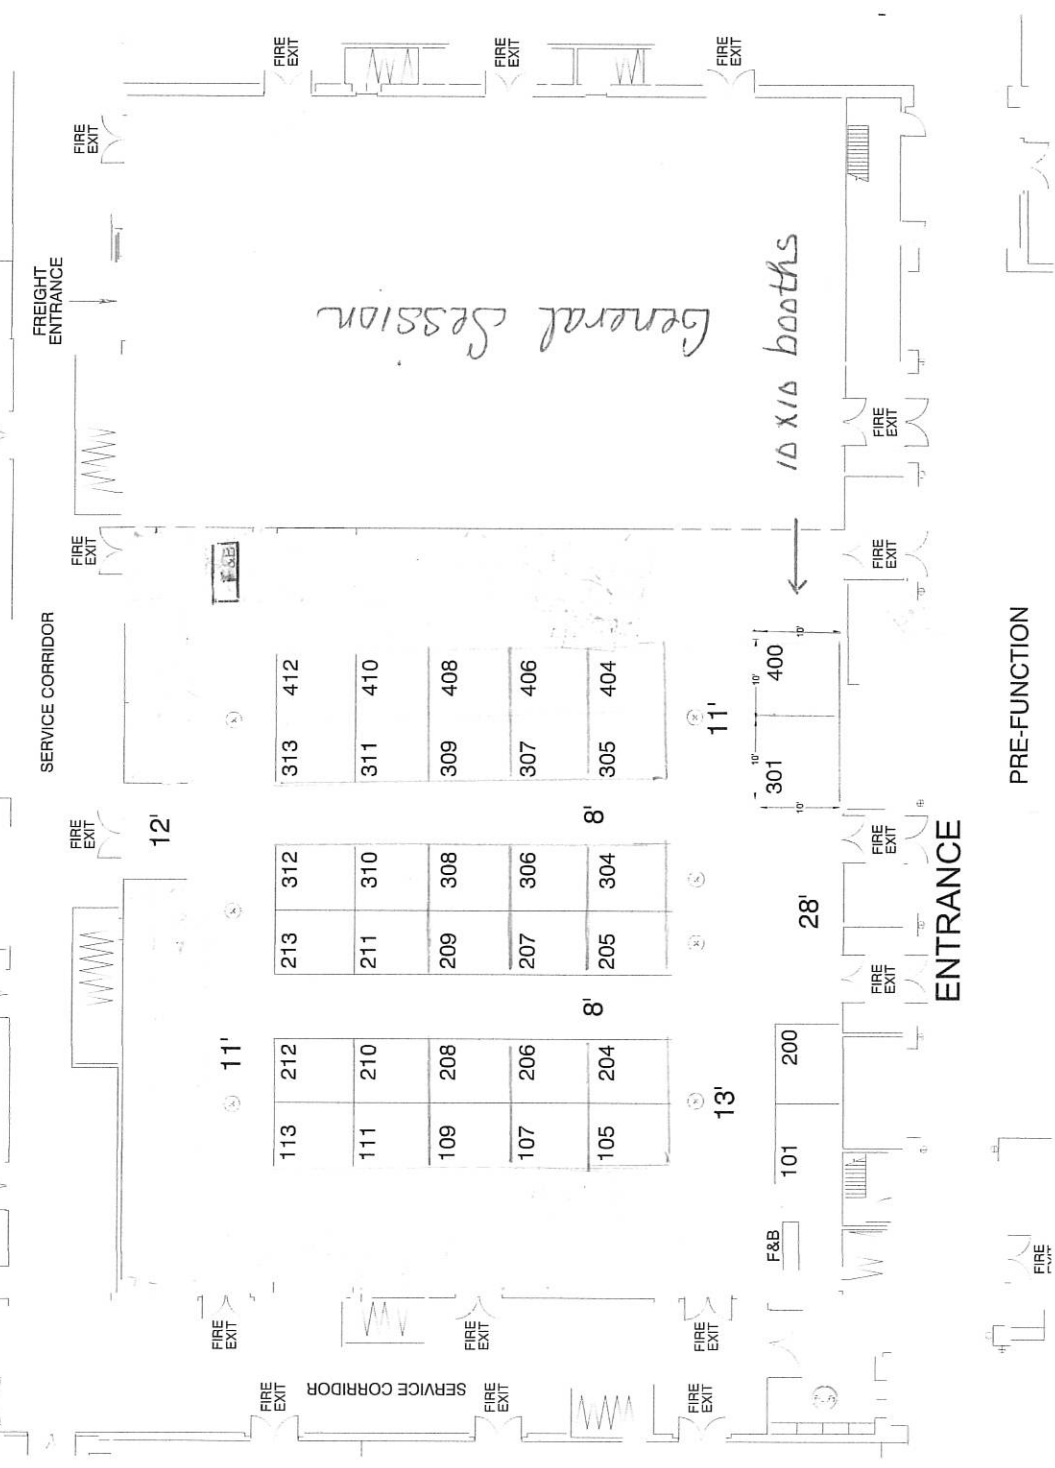 FIRE
EXIT
FIRE
EXIT
FIRE
EXIT
FIRE
EXIT
FREIGHT
ENTRANCE
General Session
10 X 10 booths
FIRE
EXIT
FIRE
EXIT
FIRE
EXIT
F&B
SERVICE CORRIDOR
PRE-FUNCTION
412
410
408
406
404
400
10'
10'
313
311
309
307
305
301
10'
10'
11'
FIRE
EXIT
12'
8'
FIRE
EXIT
312
310
308
306
304
28'
ENTRANCE
213
211
209
207
205
FIRE
EXIT
8'
11'
212
210
208
206
204
200
13'
113
111
109
107
105
101
F&B
FIRE
EXIT
FIRE
EXIT
FIRE
EXIT
FIRE
SERVICE CORRIDOR
FIRE
EXIT
FIRE
EXIT
FIRE
EXIT